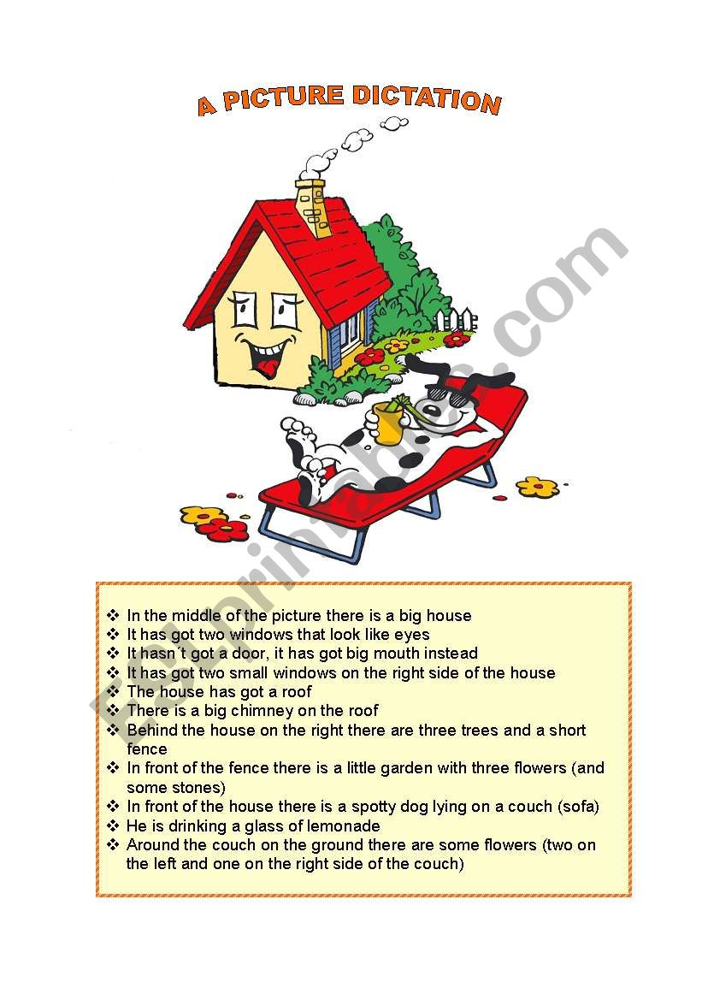 A PICTURE DICTATION
❖ In the middle of the picture there is a big house
❖ It has got two windows that look like eyes
❖ It hasn´t got a door, it has got big mouth instead
❖ It has got two small windows on the right side of the house
❖ The house has got a roof
❖ There is a big chimney on the roof
❖ Behind the house on the right there are three trees and a short
fence
❖ In front of the fence there is a little garden with three flowers (and
some stones)
❖ In front of the house there is a spotty dog lying on a couch (sofa)
❖ He is drinking a glass of lemonade
❖ Around the couch on the ground there are some flowers (two on
the left and one on the right side of the couch)
ESLprintables.com